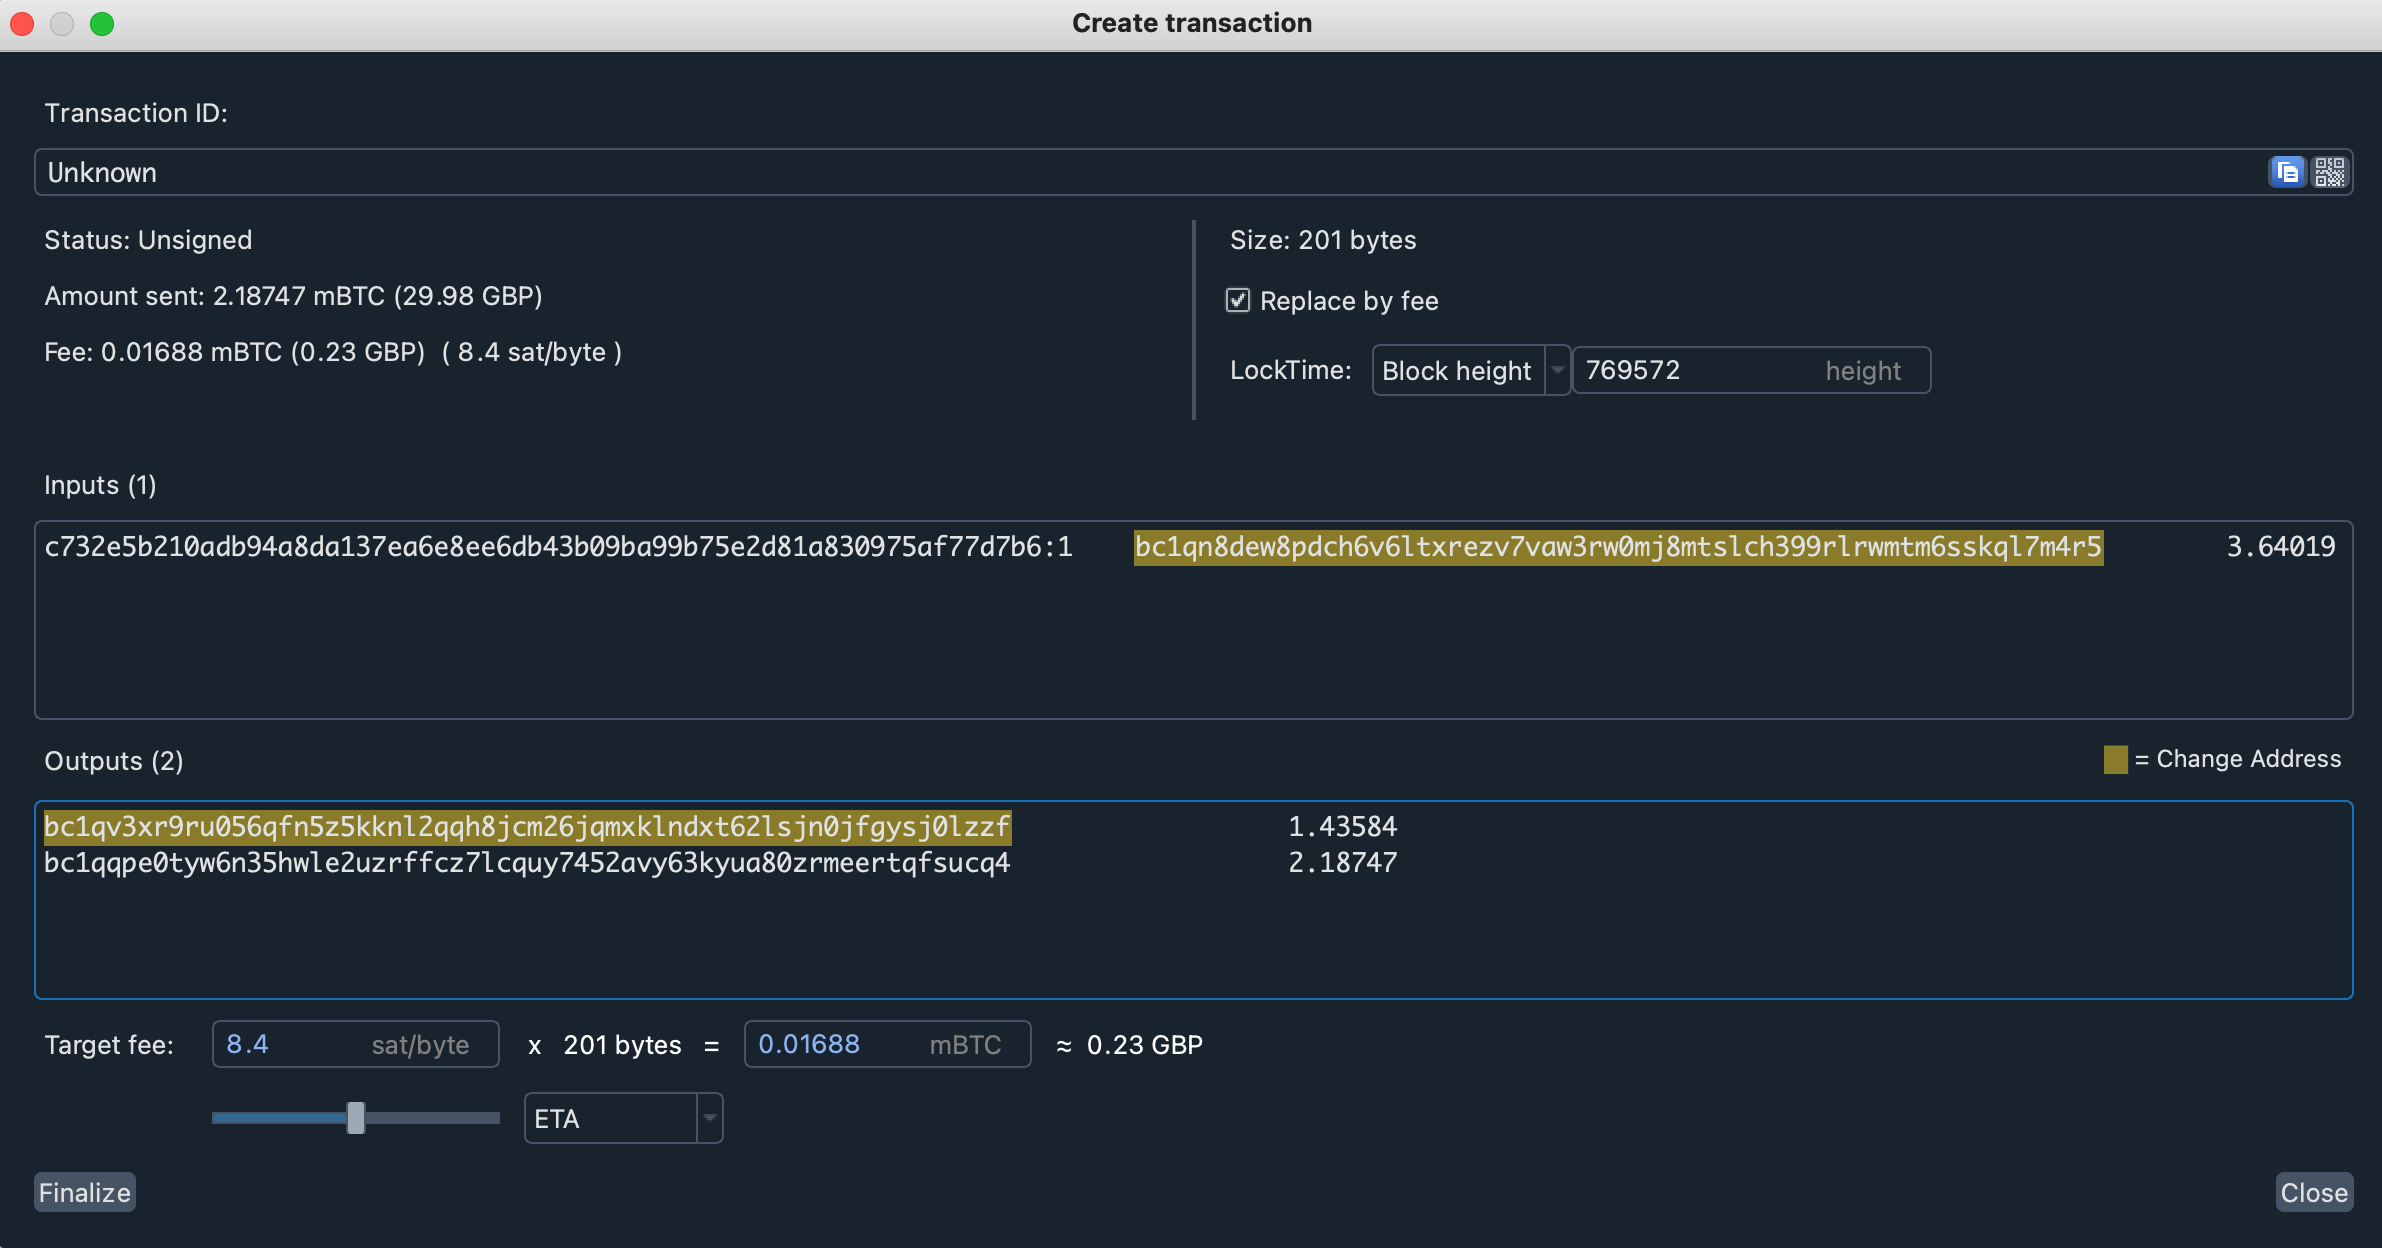 Create transaction
Transaction ID:
Unknown
Status: Unsigned
Amount sent: 2.18747 mBTC (29.98 GBP)
Fee: 0.01688 mBTC (0.23 GBP)  ( 8.4 sat/byte )
Size: 201 bytes
Replace by fee
LockTime: Block height 769572 height
Inputs (1)
c732e5b210adb94a8da137ea6e8ee6db43b09ba99b75e2d81a830975af77d7b6:1 bc1qn8dew8pdch6v6ltxrezv7vaw3rw0mj8mtslch399rlrwmtm6sskql7m4r5 3.64019
Outputs (2)
= Change Address
bc1qv3xr9ru056qfn5z5kknl2qqh8jcm26jqmxklndxt62lsjn0jfgysj0lzzf 1.43584
bc1qqpe0tyw6n35hwle2uzrffcz7lcquy7452avy63kyua80zrmeertqfsucq4 2.18747
Target fee: 8.4 sat/byte x 201 bytes = 0.01688 mBTC ≈ 0.23 GBP
ETA
Finalize
Close